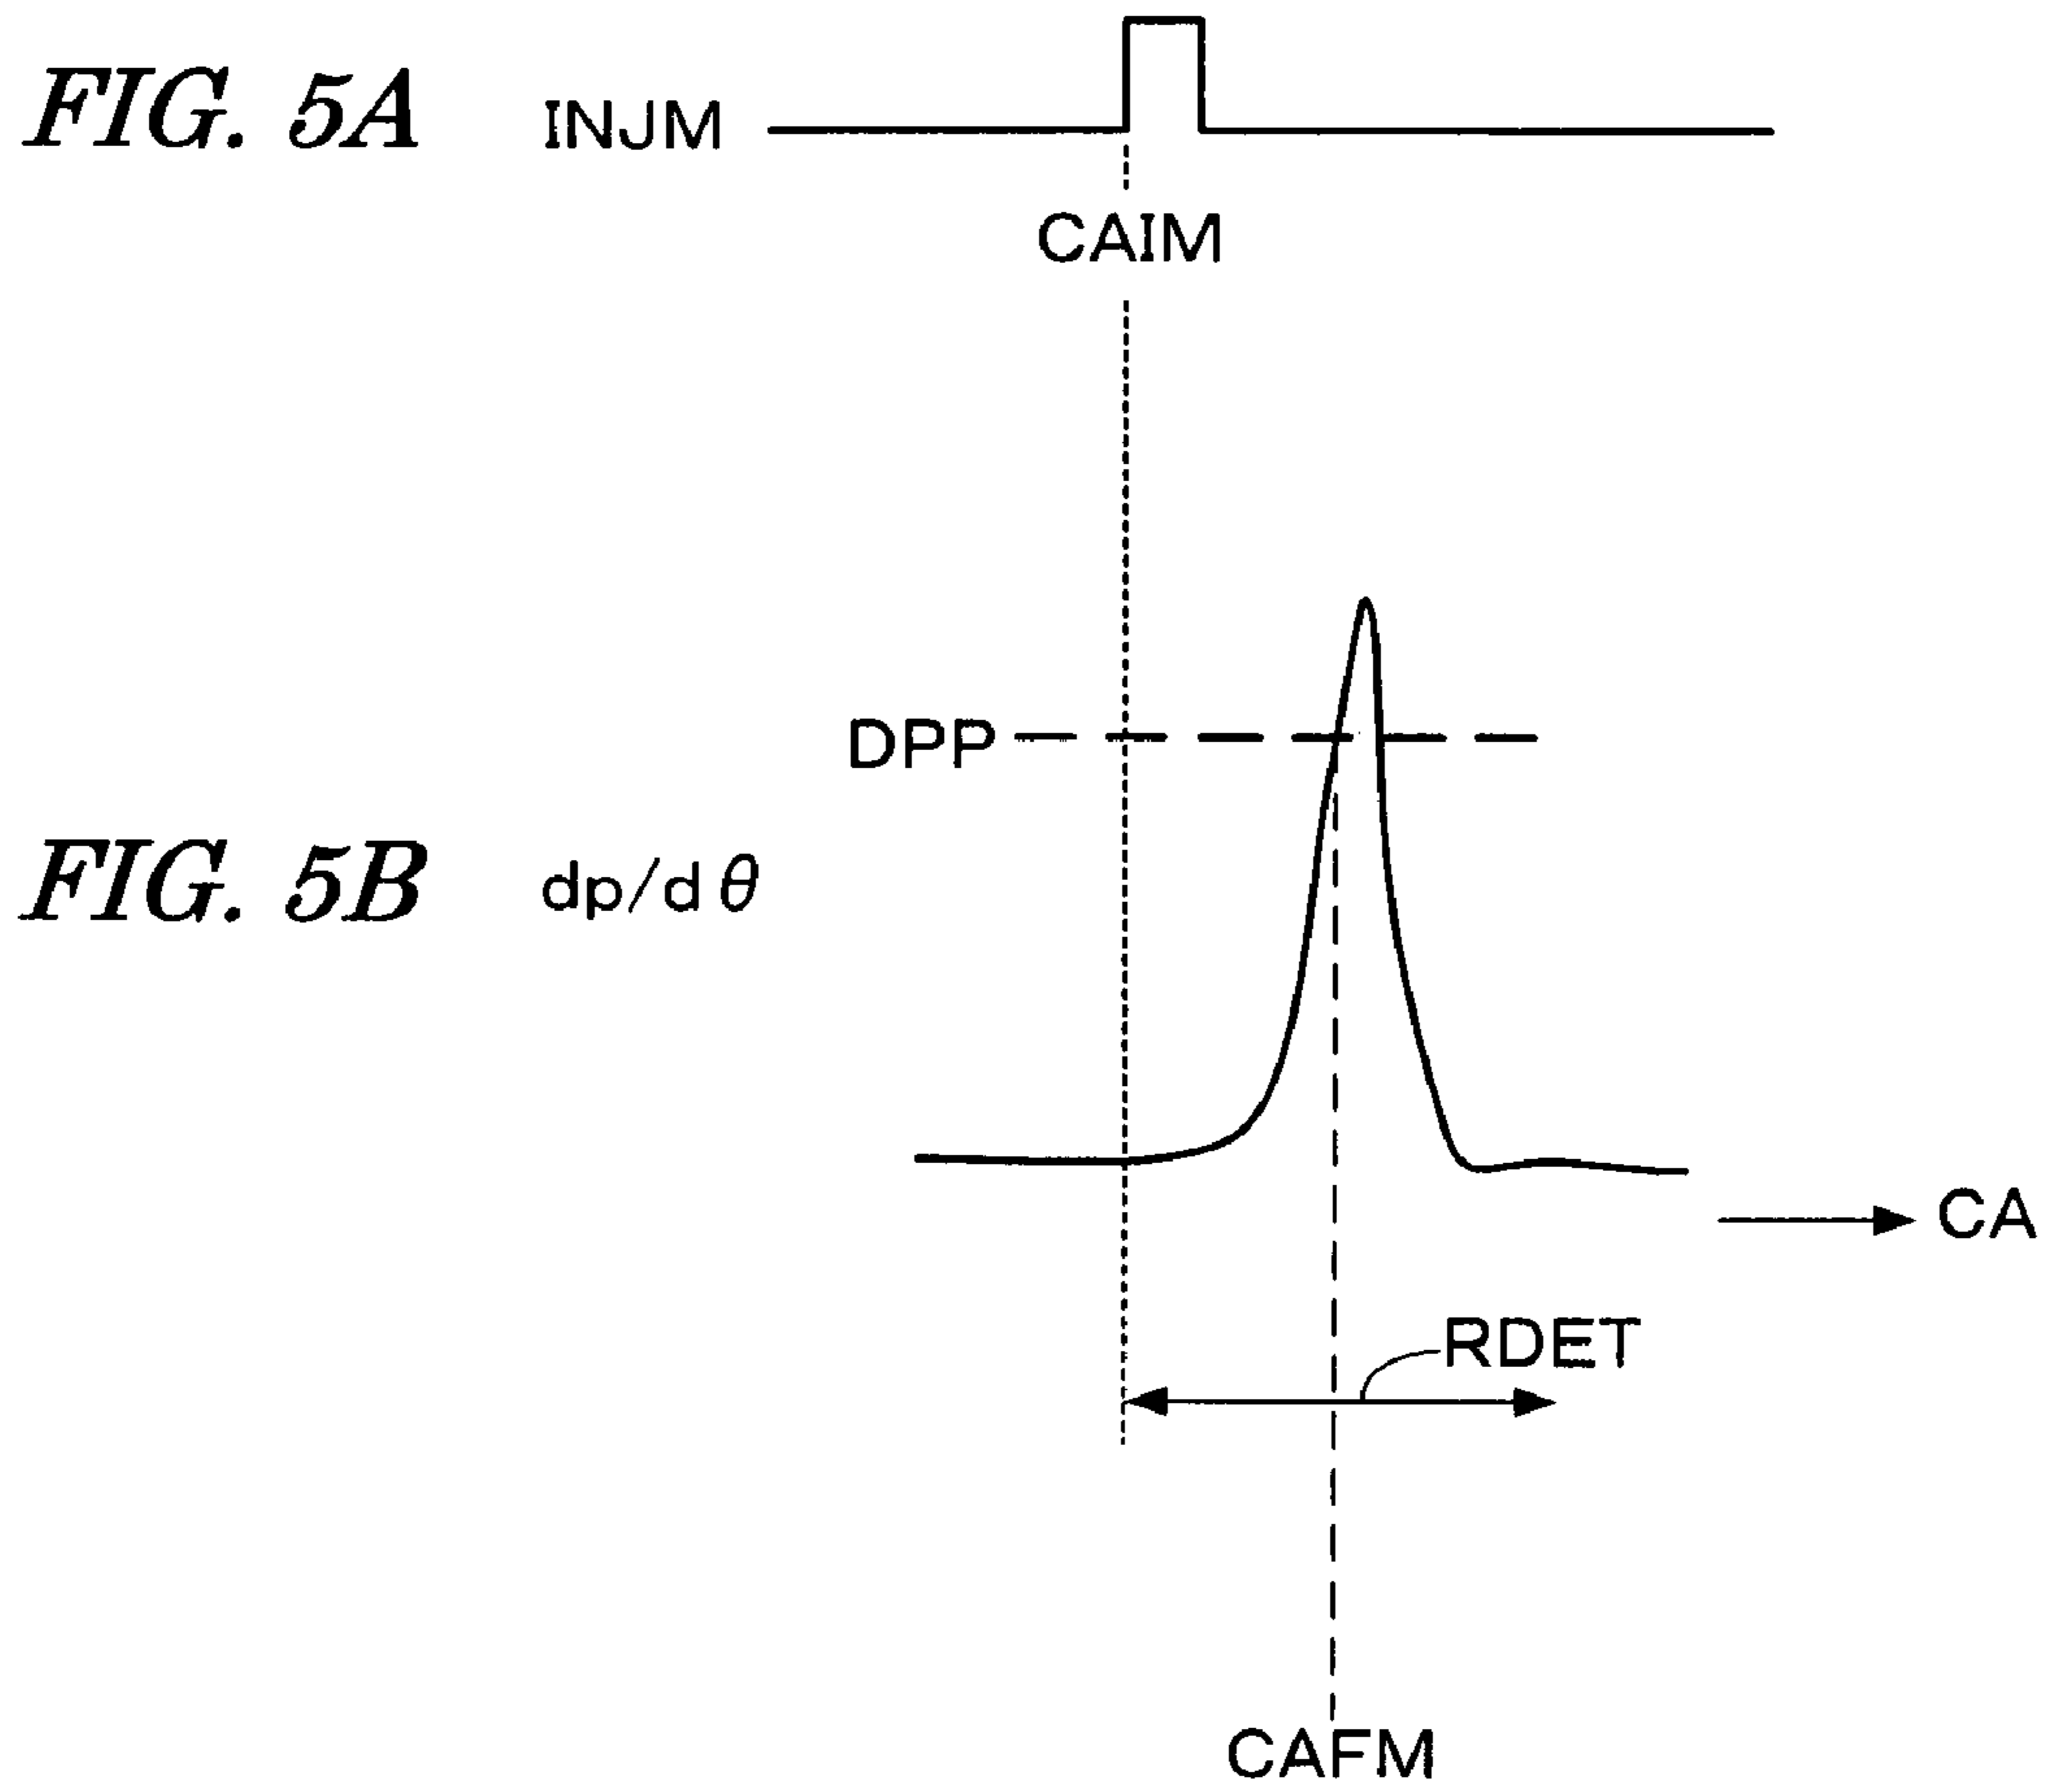 FIG. 5A
INJM
CAIM
DPP
FIG. 5B
dp/dθ
CA
RDET
CAFM